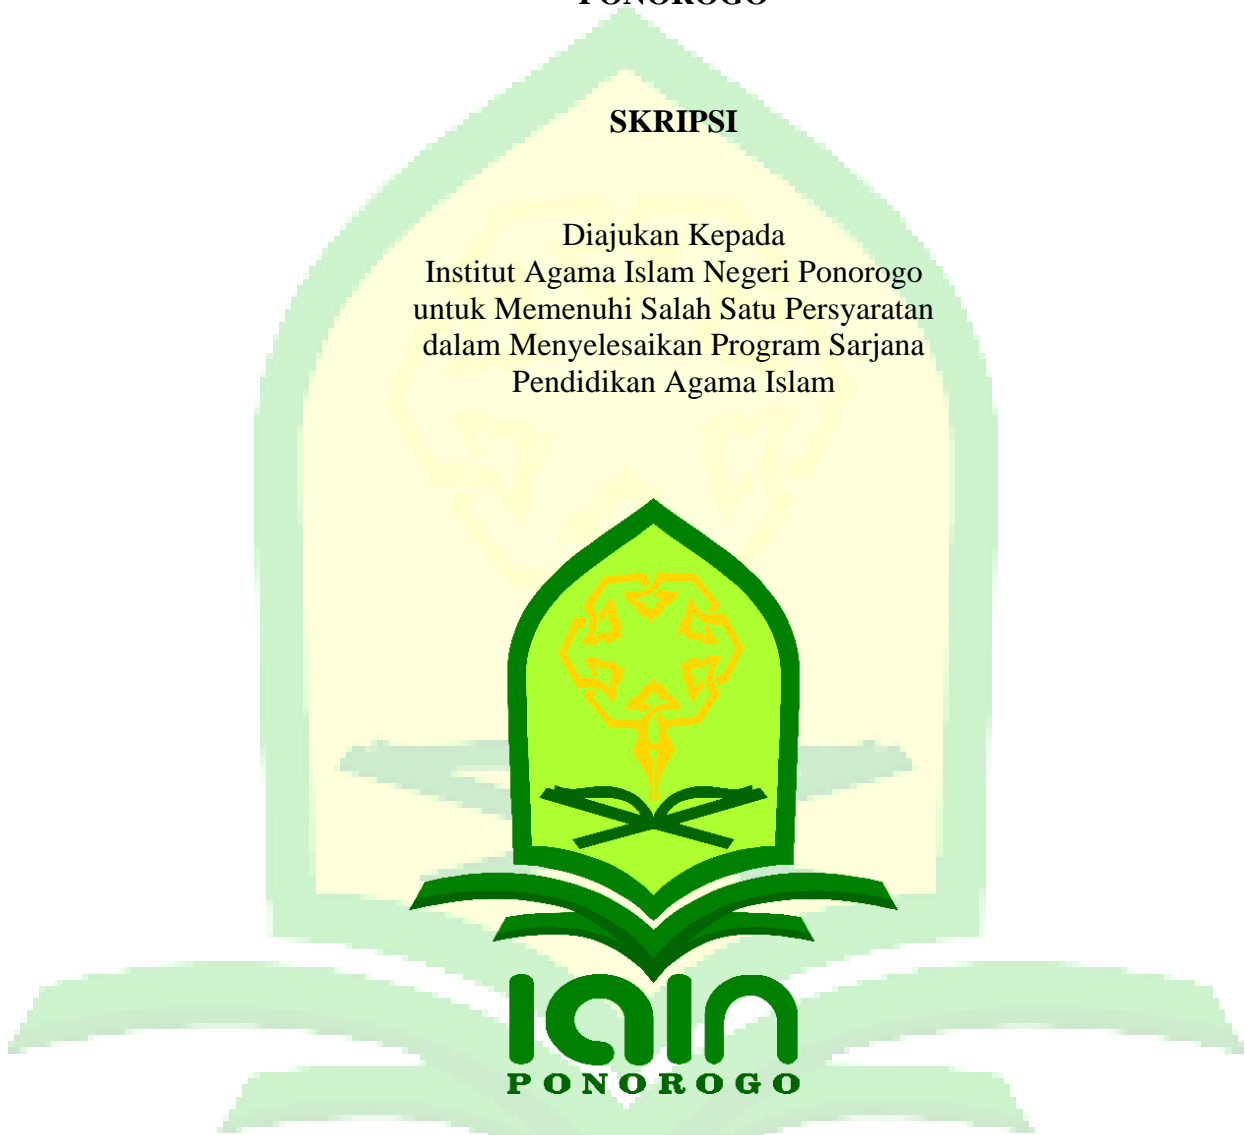 PONOROGO
SKRIPSI
Diajukan Kepada
Institut Agama Islam Negeri Ponorogo
untuk Memenuhi Salah Satu Persyaratan
dalam Menyelesaikan Program Sarjana
Pendidikan Agama Islam
IAIN
PONOROGO